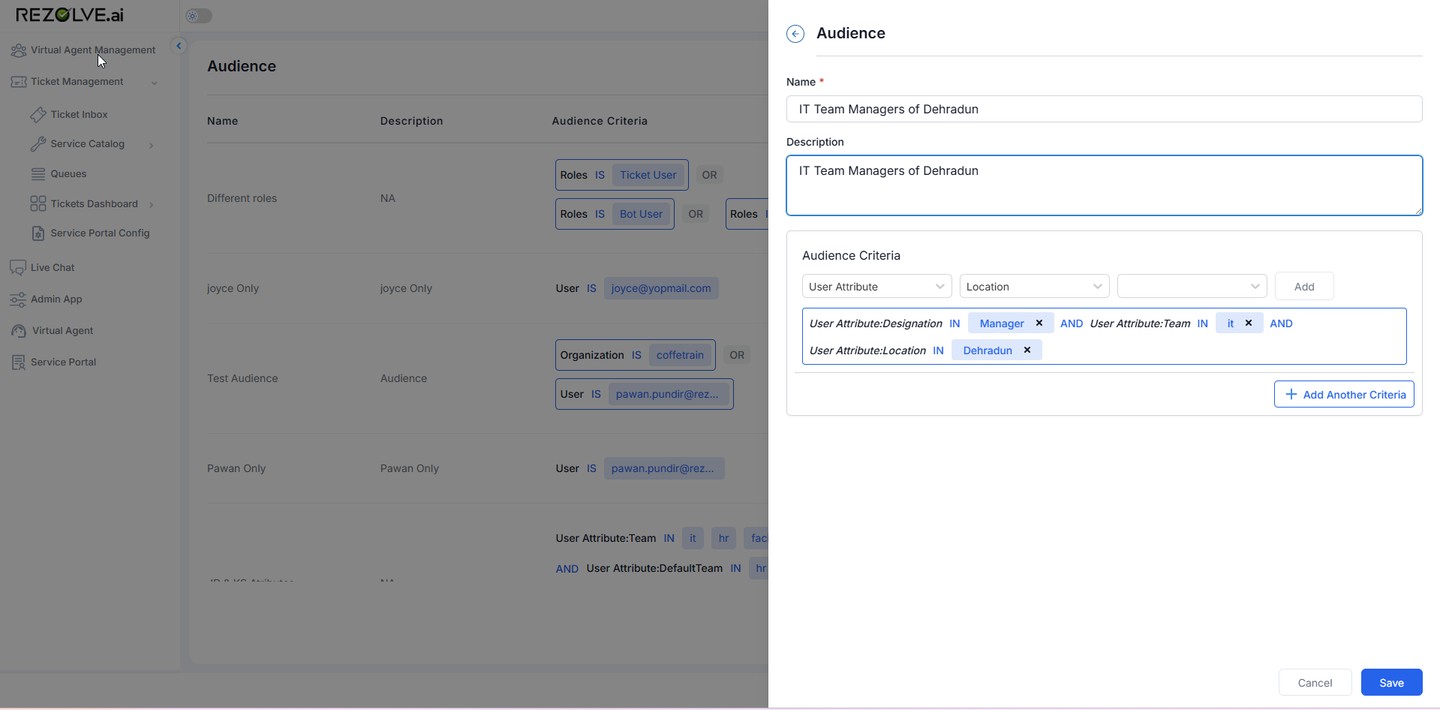 REZOLVE.ai
Virtual Agent Management
Ticket Management
Ticket Inbox
Service Catalog
Queues
Tickets Dashboard
Service Portal Config
Live Chat
Admin App
Virtual Agent
Service Portal
Audience
Name Description Audience Criteria
Different roles NA
Roles IS Ticket User OR
Roles IS Bot User OR Roles
joyce Only joyce Only User IS joyce@yopmail.com
Test Audience Audience
Organization IS coffetrain OR
User IS pawan.pundir@rez...
Pawan Only Pawan Only User IS pawan.pundir@rez...
User Attribute:Team IN it hr
AND User Attribute:DefaultTeam IN hr
Audience
Name *
IT Team Managers of Dehradun
Description
IT Team Managers of Dehradun
Audience Criteria
User Attribute Location Add
User Attribute:Designation IN Manager × AND User Attribute:Team IN it × AND
User Attribute:Location IN Dehradun ×
+ Add Another Criteria
Cancel Save